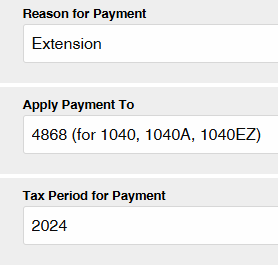 Reason for Payment
Extension
Apply Payment To
4868 (for 1040, 1040A, 1040EZ)
Tax Period for Payment
2024